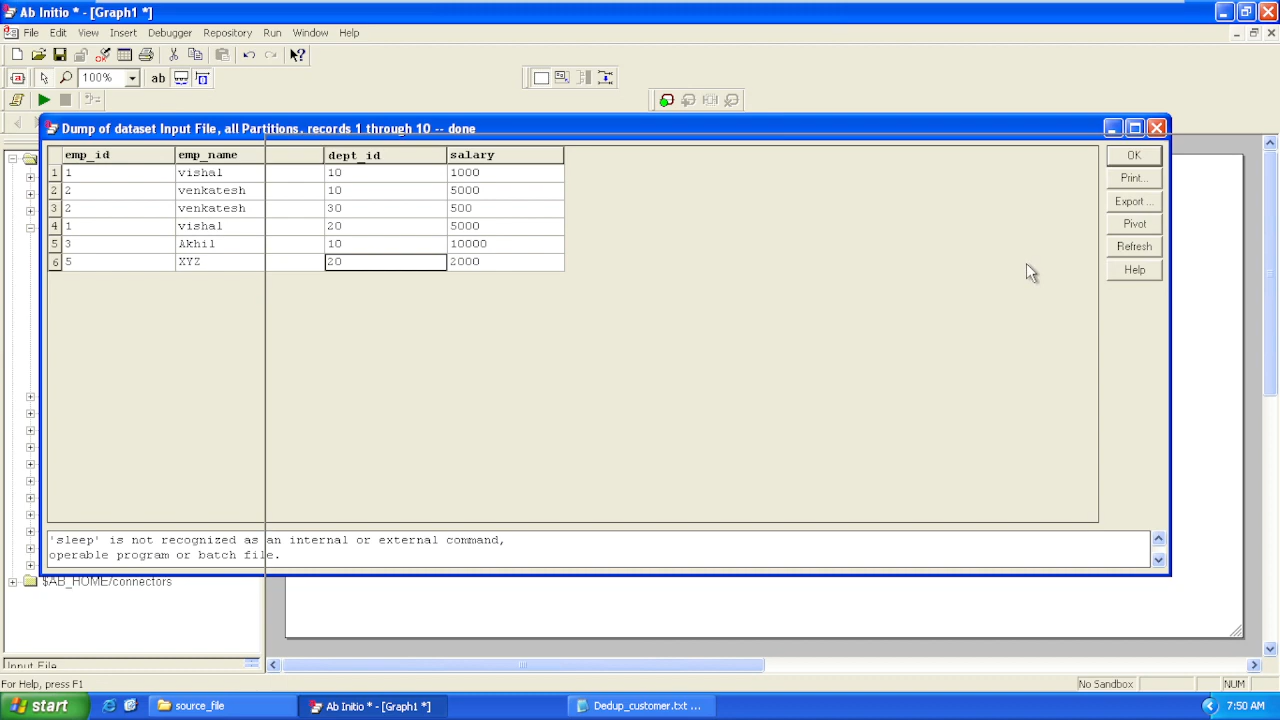 Ab Initio * - [Graph1 *]
File Edit View Insert Debugger Repository Run Window Help
100% ab
Dump of dataset Input File, all Partitions, records 1 through 10 -- done
emp_id emp_name dept_id salary
1 1 vishal 10 1000
2 2 venkatesh 10 5000
3 2 venkatesh 30 500
4 1 vishal 20 5000
5 3 Akhil 10 10000
6 5 XYZ 20 2000
OK
Print...
Export ...
Pivot
Refresh
Help
'sleep' is not recognized as an internal or external command,
operable program or batch file.
$AB_HOME/connectors
Input File
For Help, press F1 No Sandbox NUM
start source_file Ab Initio * - [Graph1 *] Dedup_customer.txt ... 7:50 AM